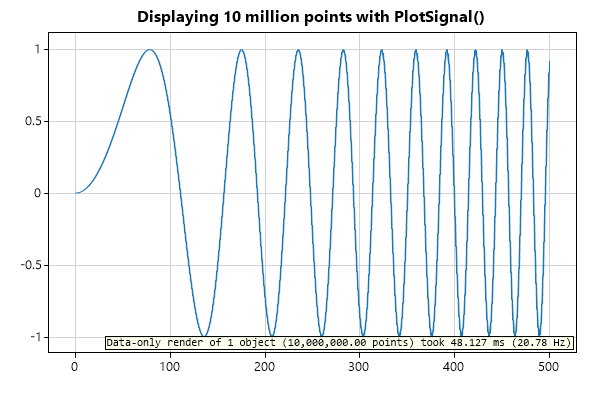 Displaying 10 million points with PlotSignal()
1
0.5
0
-0.5
-1
Data-only render of 1 object (10,000,000.00 points) took 48.127 ms (20.78 Hz)
0 100 200 300 400 500